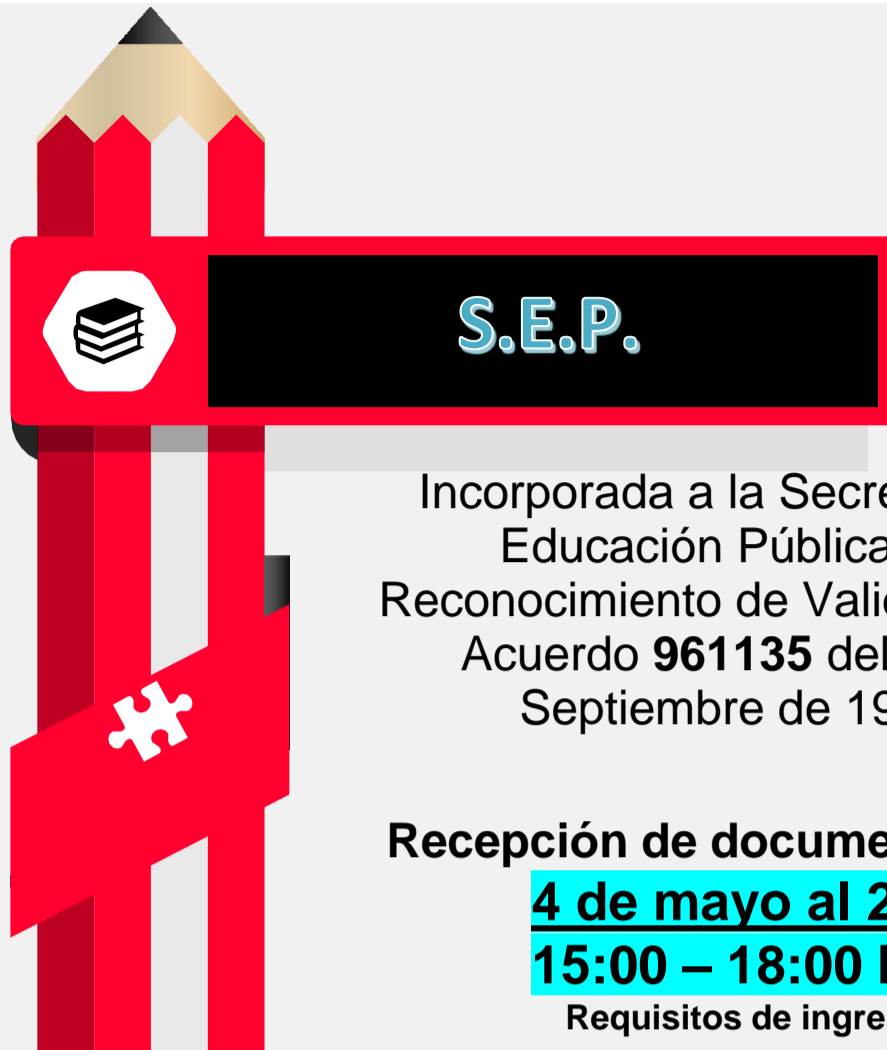 S.E.P.
Incorporada a la Secre
Educación Pública
Reconocimiento de Vali
Acuerdo 961135 del
Septiembre de 19
Recepción de docume
4 de mayo al 2
15:00 – 18:00
Requisitos de ingre